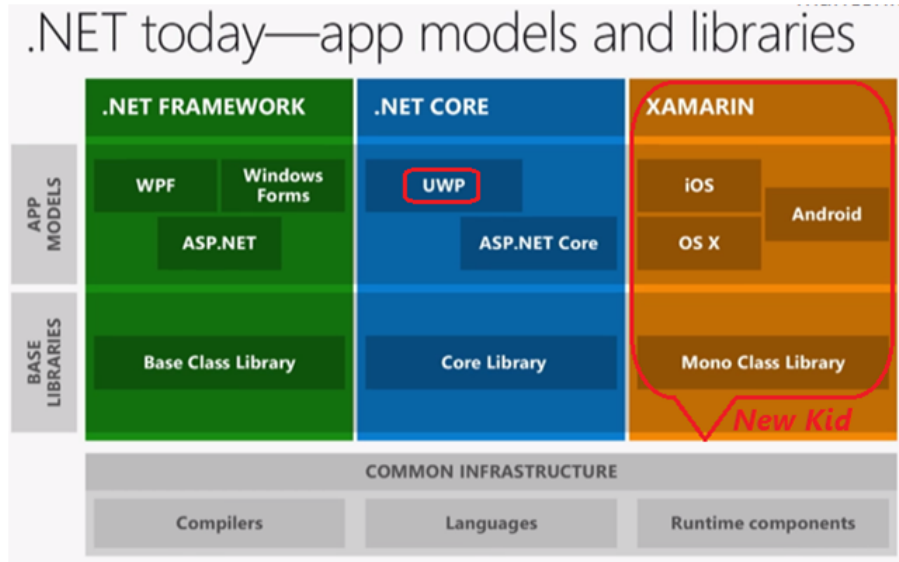 .NET today—app models and libraries
.NET FRAMEWORK
.NET CORE
XAMARIN
APP
MODELS
WPF
Windows
Forms
ASP.NET
UWP
ASP.NET Core
iOS
Android
OS X
BASE
LIBRARIES
Base Class Library
Core Library
Mono Class Library
New Kid
COMMON INFRASTRUCTURE
Compilers
Languages
Runtime components